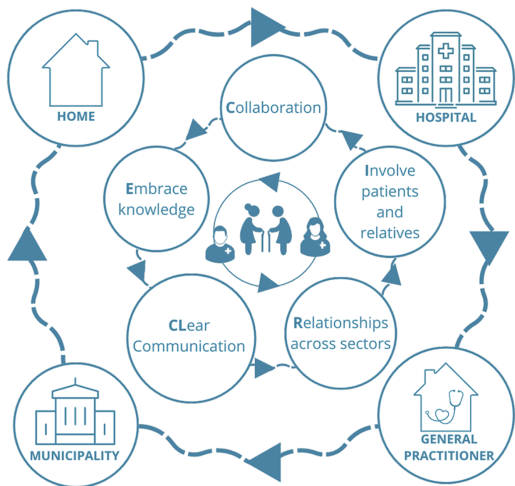 HOME
HOSPITAL
Collaboration
Embrace
knowledge
Involve
patients
and
relatives
CLear
Communication
Relationships
across sectors
MUNICIPALITY
GENERAL
PRACTITIONER